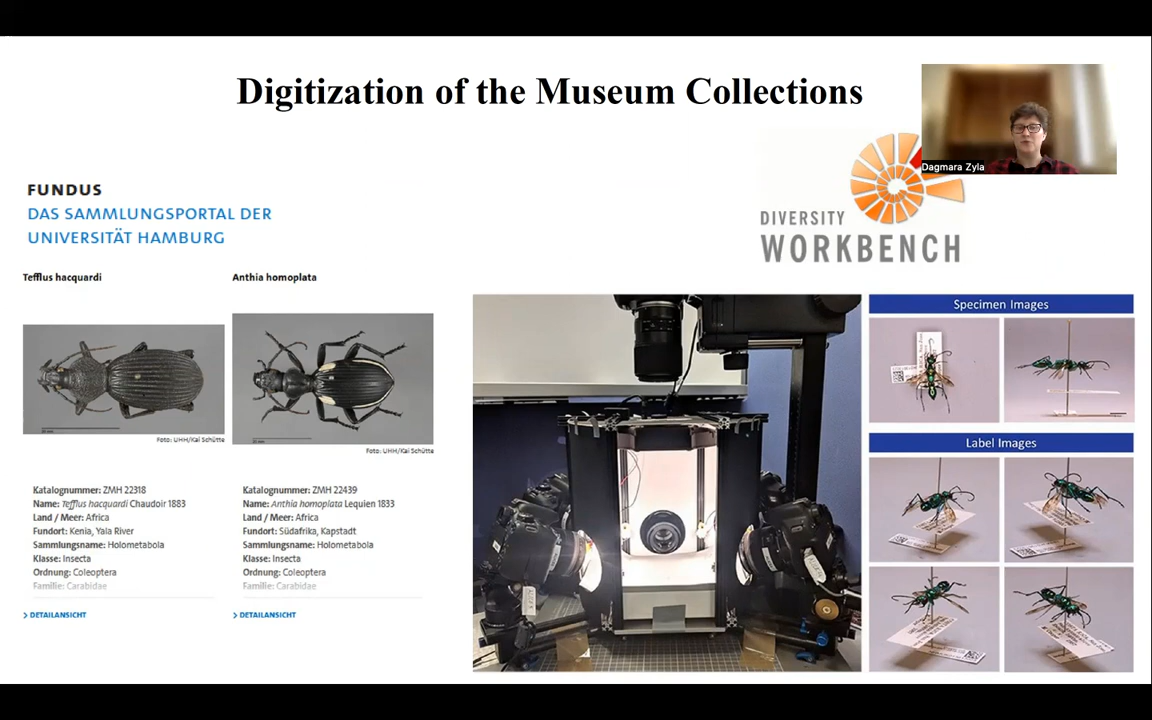 Digitization of the Museum Collections
Dagmara Zyla
FUNDUS
DAS SAMMLUNGSPORTAL DER
UNIVERSITÄT HAMBURG
DIVERSITY
WORKBENCH
Tefflus hacquardi
Foto: UHH/Kai Schütte
Katalognummer: ZMH 22318
Name: Tefflus hacquardi Chaudoir 1883
Land / Meer: Africa
Fundort: Kenia, Yala River
Sammlungsname: Holometabola
Klasse: Insecta
Ordnung: Coleoptera
Familie: Carabidae
> DETAILANSICHT
Anthia homoplata
Foto: UHH/Kai Schütte
Katalognummer: ZMH 22439
Name: Anthia homoplata Lequien 1833
Land / Meer: Africa
Fundort: Südafrika, Kapstadt
Sammlungsname: Holometabola
Klasse: Insecta
Ordnung: Coleoptera
Familie: Carabidae
> DETAILANSICHT
Specimen Images
Label Images